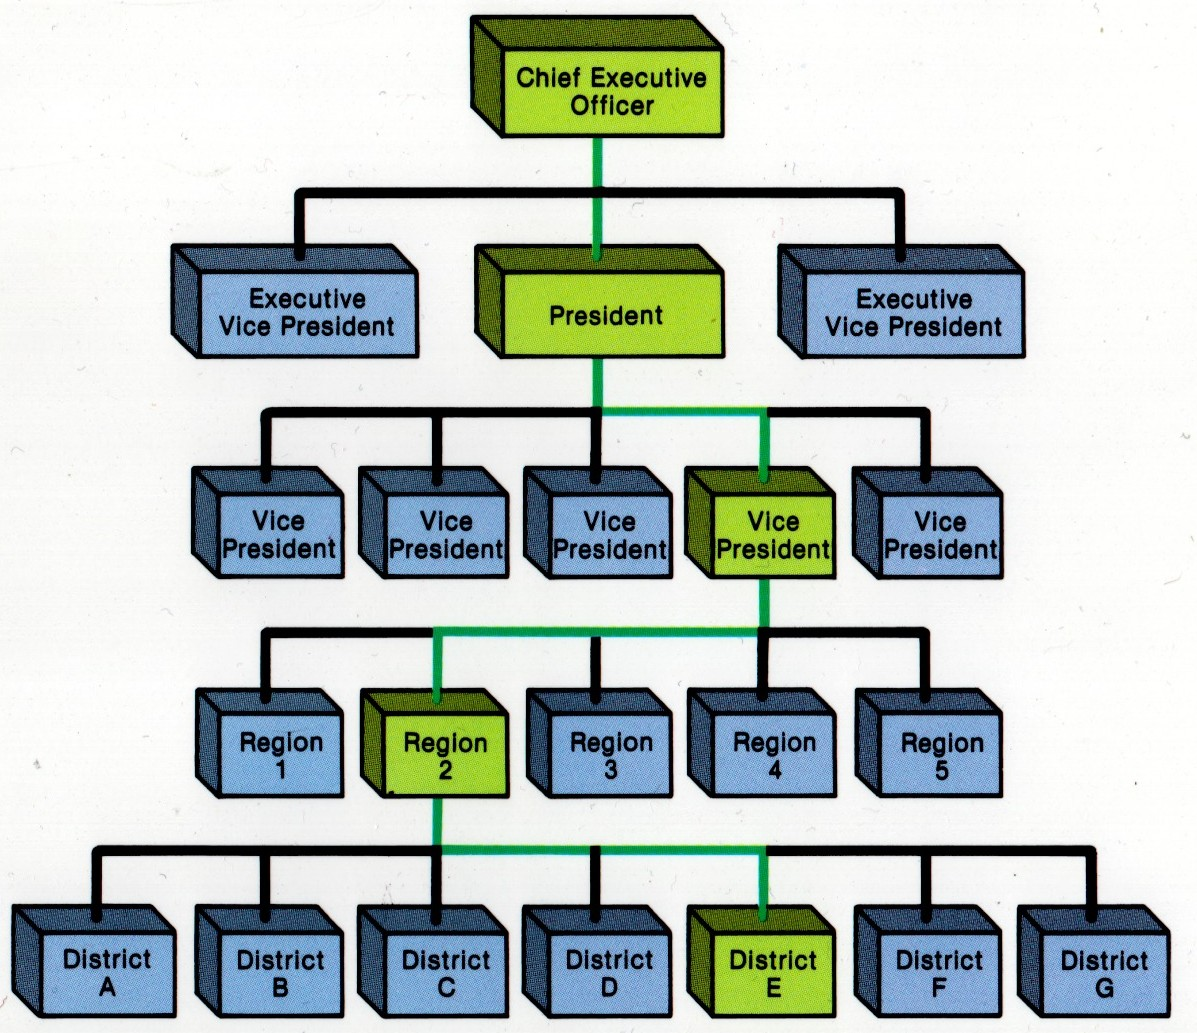 Chief Executive
Officer
Executive
Vice President
President
Executive
Vice President
Vice
President
Vice
President
Vice
President
Vice
President
Vice
President
Region
1
Region
2
Region
3
Region
4
Region
5
District
A
District
B
District
C
District
D
District
E
District
F
District
G